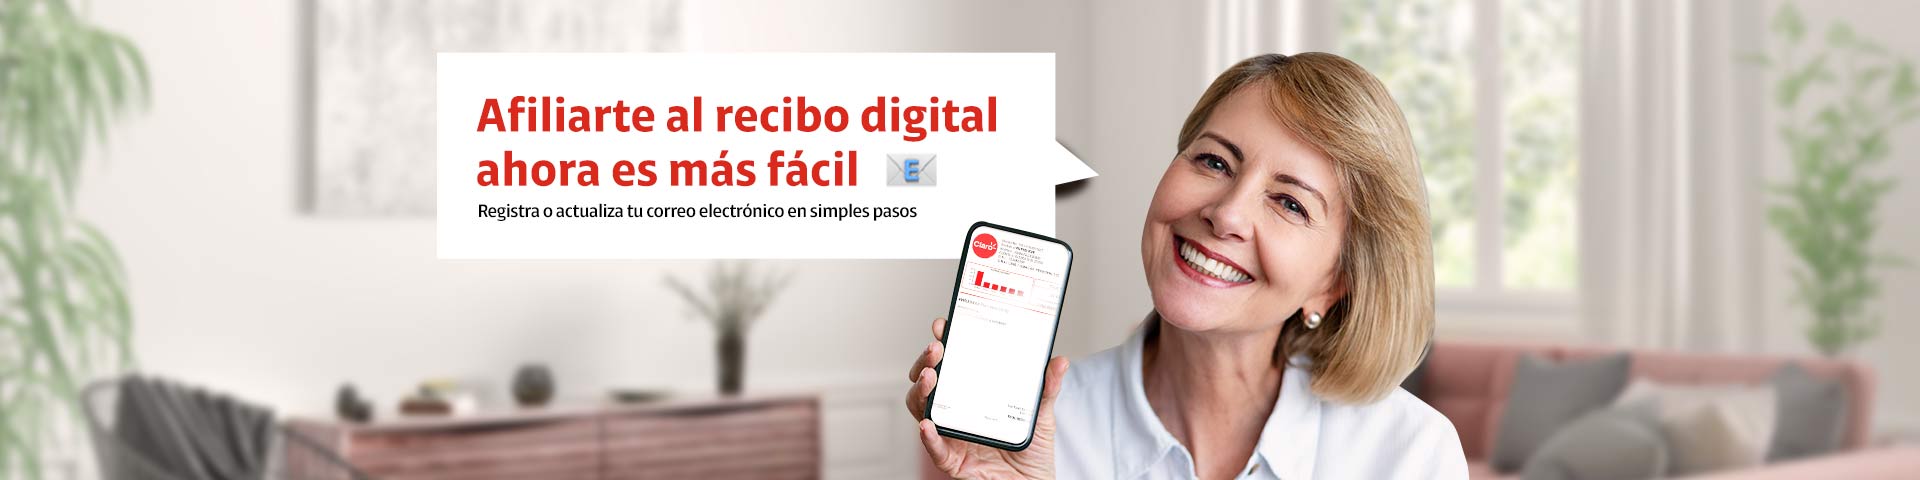 Afiliarte al recibo digital
ahora es más fácil E
Registra o actualiza tu correo electrónico en simples pasos
Claro